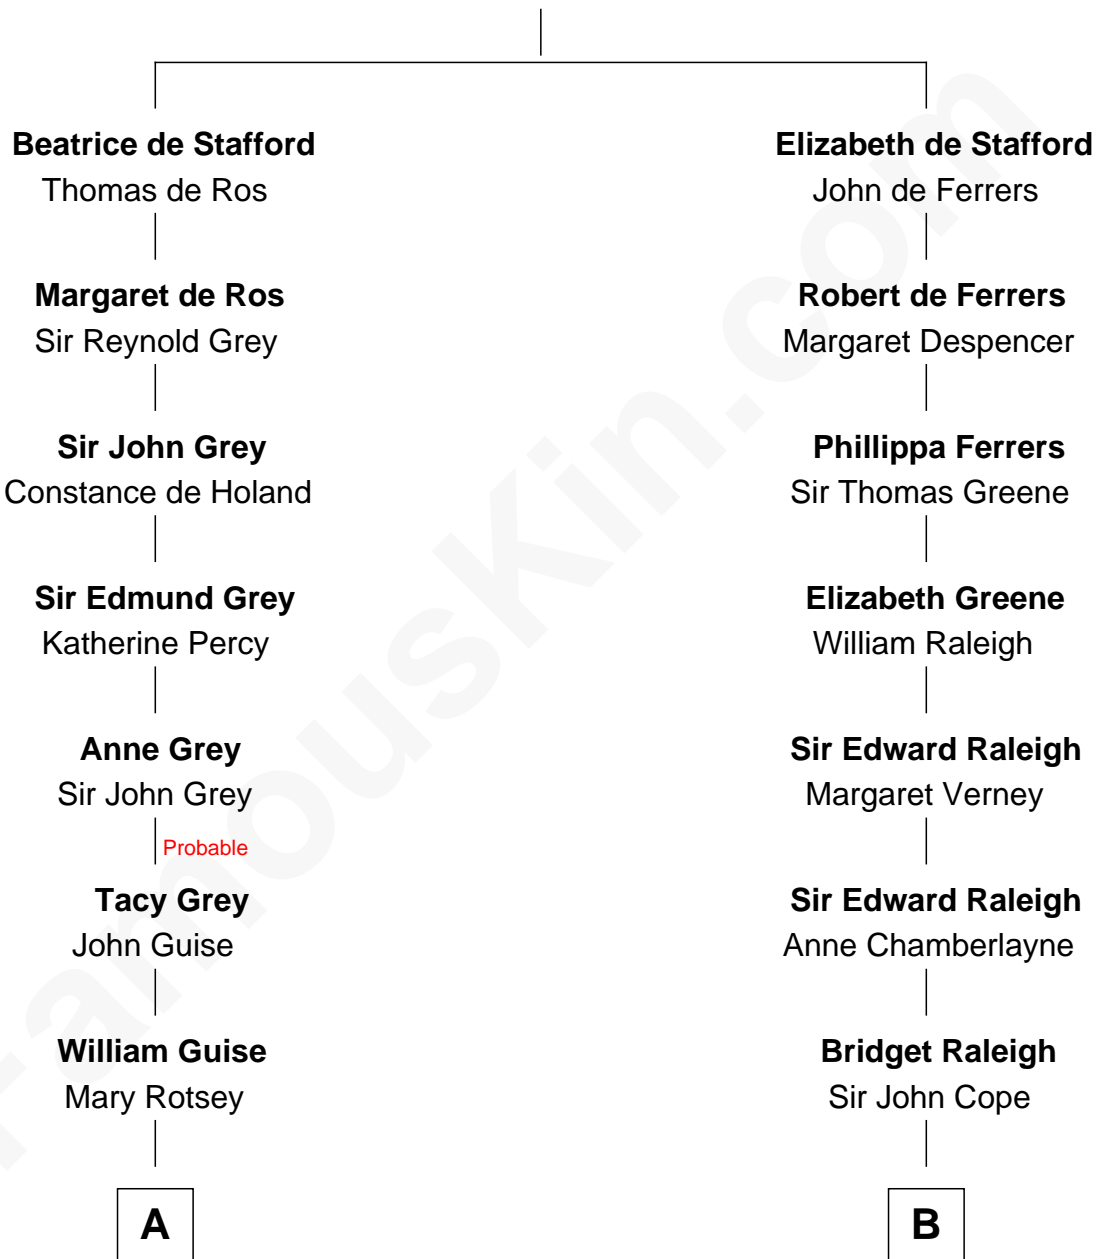 Beatrice de Stafford
Thomas de Ros
Margaret de Ros
Sir Reynold Grey
Sir John Grey
Constance de Holand
Sir Edmund Grey
Katherine Percy
Anne Grey
Sir John Grey
Probable
Tacy Grey
John Guise
William Guise
Mary Rotsey
A
Elizabeth de Stafford
John de Ferrers
Robert de Ferrers
Margaret Despencer
Phillippa Ferrers
Sir Thomas Greene
Elizabeth Greene
William Raleigh
Sir Edward Raleigh
Margaret Verney
Sir Edward Raleigh
Anne Chamberlayne
Bridget Raleigh
Sir John Cope
B
FamousKin.com